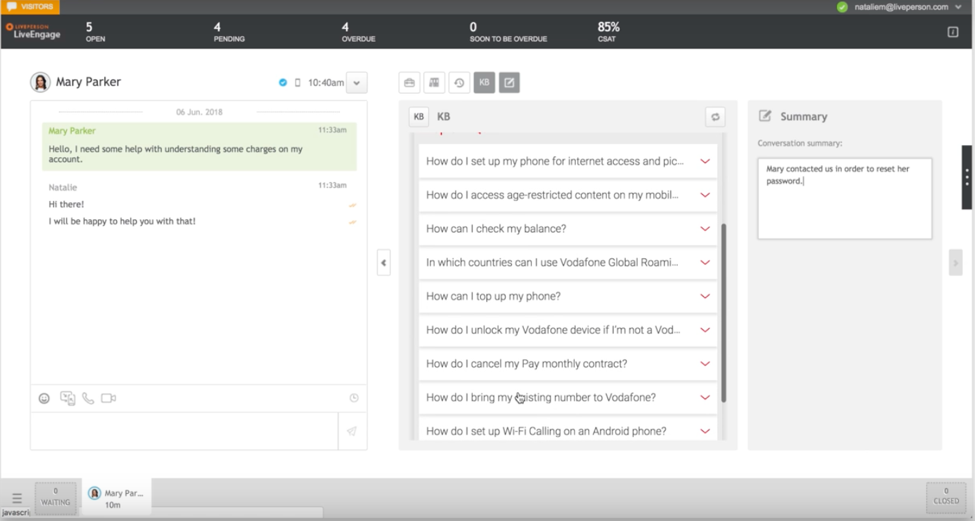 VISITORS
nataliem@liveperson.com
LIVEPERSON
LiveEngage
5
OPEN
4
PENDING
4
OVERDUE
0
SOON TO BE OVERDUE
85%
CSAT
Mary Parker
10:40am
KB
06 Jun. 2018
Mary Parker
11:33am
Hello, I need some help with understanding some charges on my
account.
Natalie
11:33am
Hi there!
I will be happy to help you with that!
KB
KB
How do I set up my phone for internet access and pic...
How do I access age-restricted content on my mobil...
How can I check my balance?
In which countries can I use Vodafone Global Roami...
How can I top up my phone?
How do I unlock my Vodafone device if I'm not a Vod...
How do I cancel my Pay monthly contract?
How do I bring my existing number to Vodafone?
How do I set up Wi-Fi Calling on an Android phone?
Summary
Conversation summary:
Mary contacted us in order to reset her
password.
0
WAITING
Mary Par...
10m
0
CLOSED
javascri